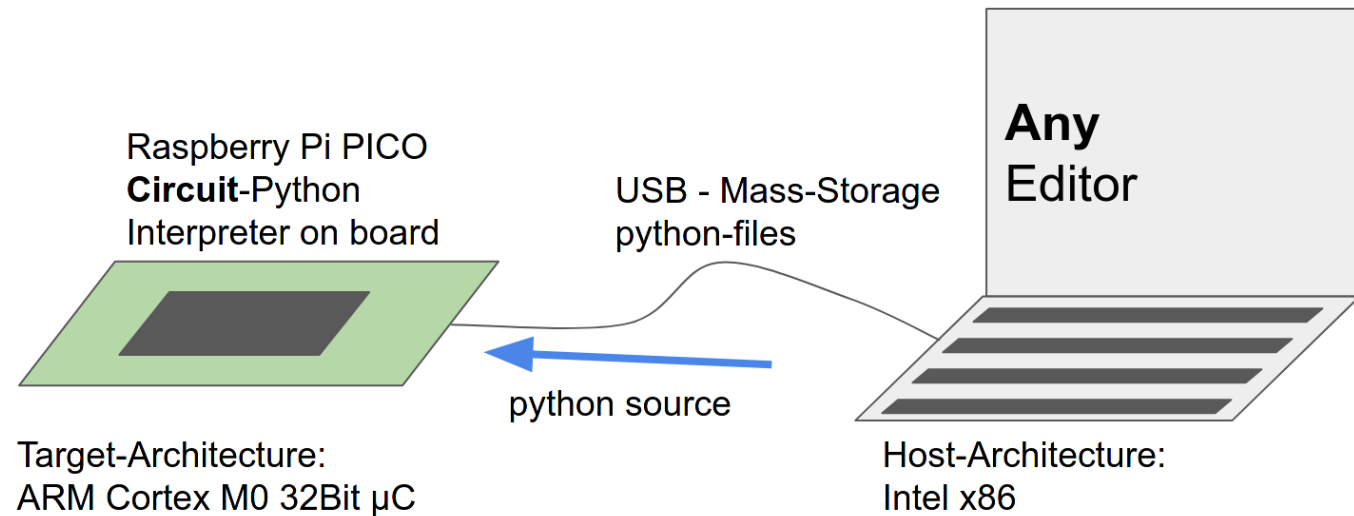 Raspberry Pi PICO
Circuit-Python
Interpreter on board
USB - Mass-Storage
python-files
Any
Editor
python source
Target-Architecture:
ARM Cortex M0 32Bit µC
Host-Architecture:
Intel x86